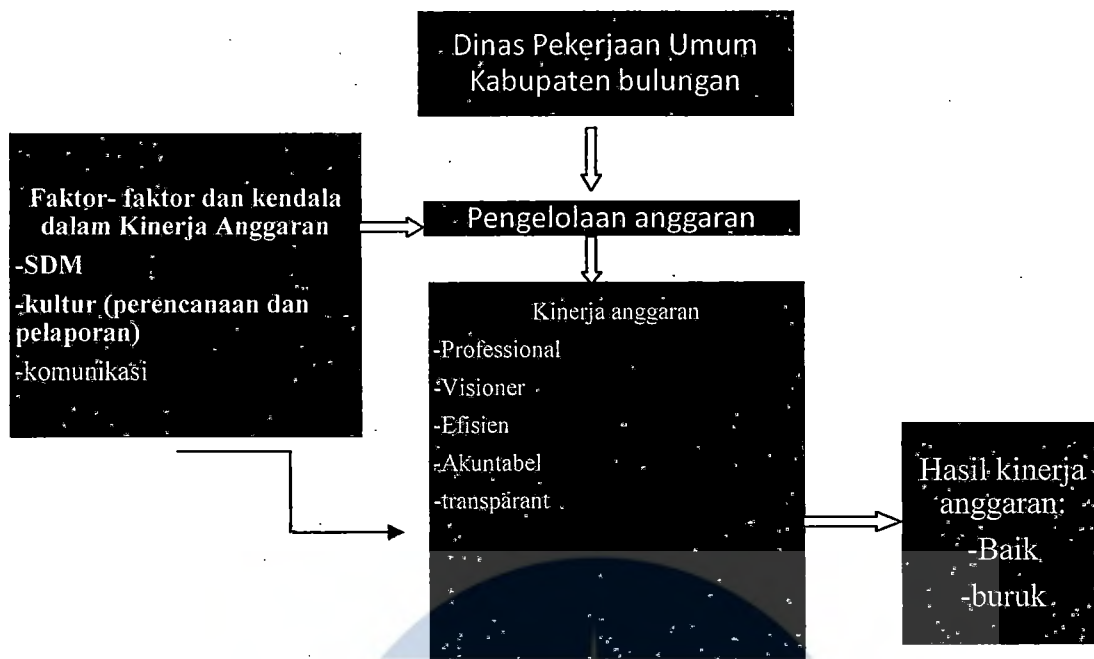 Dinas Pekerjaan Umum
Kabupaten bulungan
Faktor- faktor dan kendala
dalam Kinerja Anggaran
-SDM
-kultur (perencanaan dan
pelaporan)
-komunikasi
Pengelolaan anggaran
Kinerja anggaran
-Professional
-Visioner
-Efisien
-Akuntabel
-transparant
Hasil kinerja
anggaran:
-Baik
-buruk